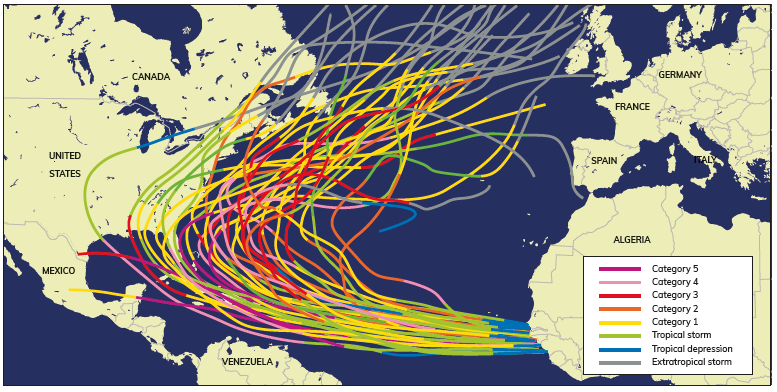 CANADA
GERMANY
FRANCE
UNITED
STATES
SPAIN
ITALY
ALGERIA
MEXICO
VENEZUELA
Category 5
Category 4
Category 3
Category 2
Category 1
Tropical storm
Tropical depression
Extratropical storm